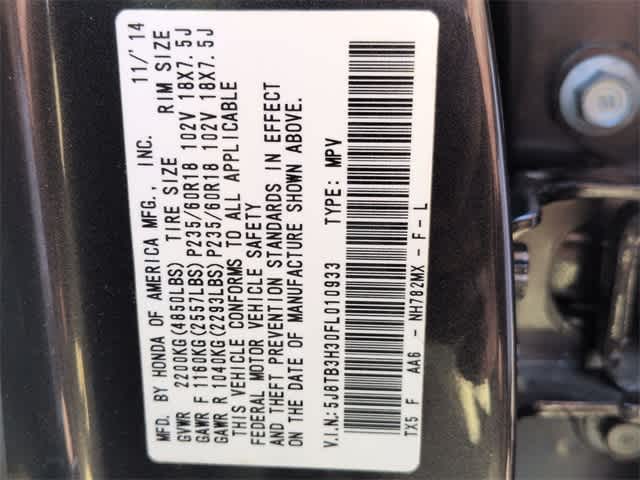 MFD. BY HONDA OF AMERICA MFG., INC. 11/'14
GVWR 2200KG(4850LBS) TIRE SIZE RIM SIZE
GAWR F 1160KG(2557LBS)P235/60R18 102V 18X7.5J
GAWR R 1040KG(2293LBS)P235/60R18 102V 18X7.5J
THIS VEHICLE CONFORMS TO ALL APPLICABLE
FEDERAL MOTOR VEHICLE SAFETY
AND THEFT PREVENTION STANDARDS IN EFFECT
ON THE DATE OF MANUFACTURE SHOWN ABOVE.
V.I.N.:5J8TB3H30FL010933 TYPE: MPV
TX5 F AA6 - NH782MX - F - L